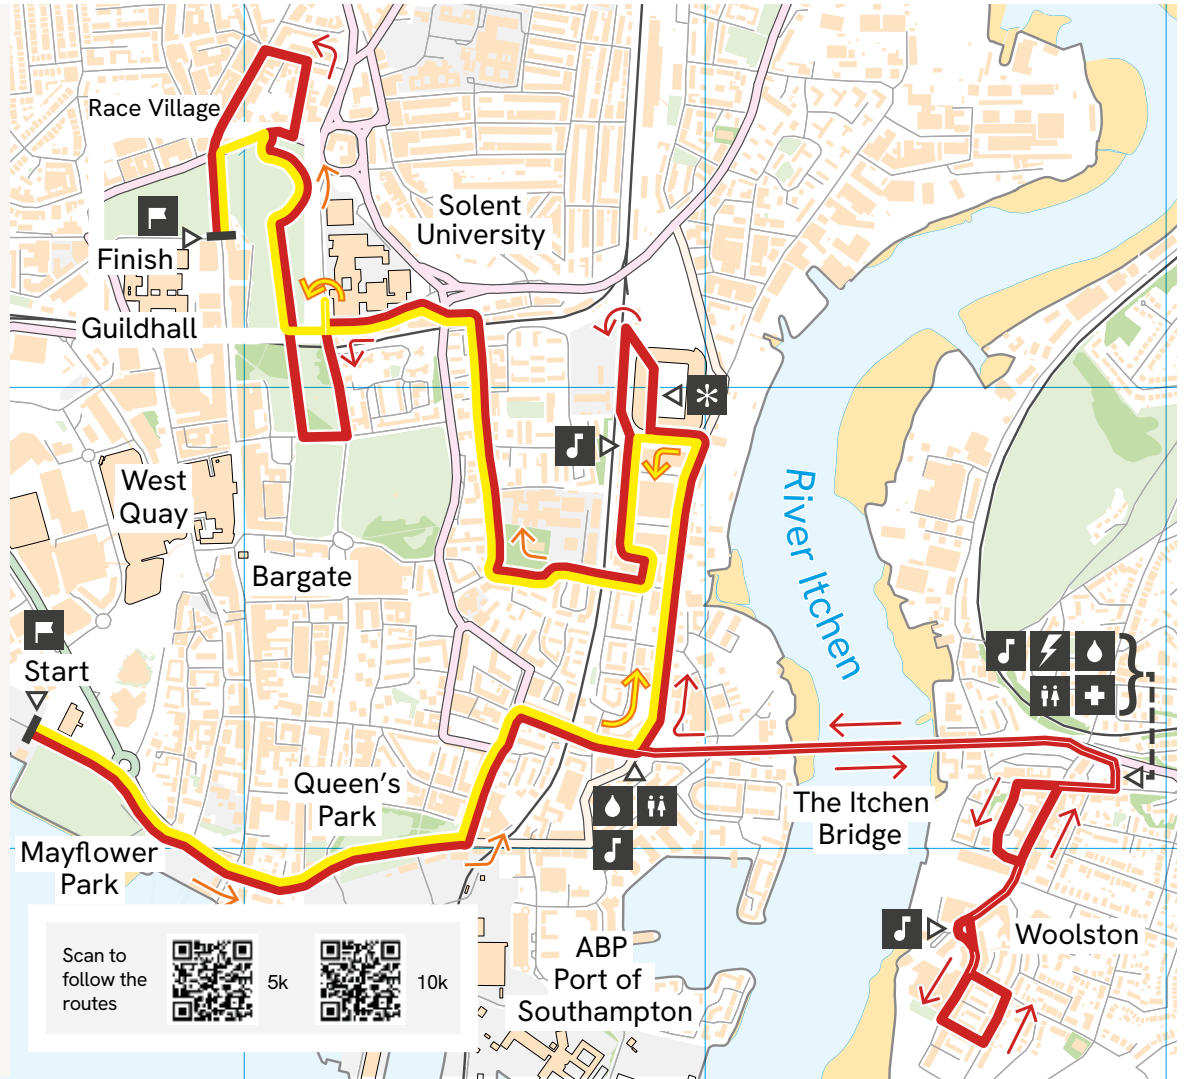 Race Village
Solent
University
Finish
Guildhall
West
Quay
Bargate
River Itchen
Start
Queen's
Park
The Itchen
Bridge
Mayflower
Park
Woolston
ABP
Port of
Southampton
Scan to
follow the
routes
5k
10k